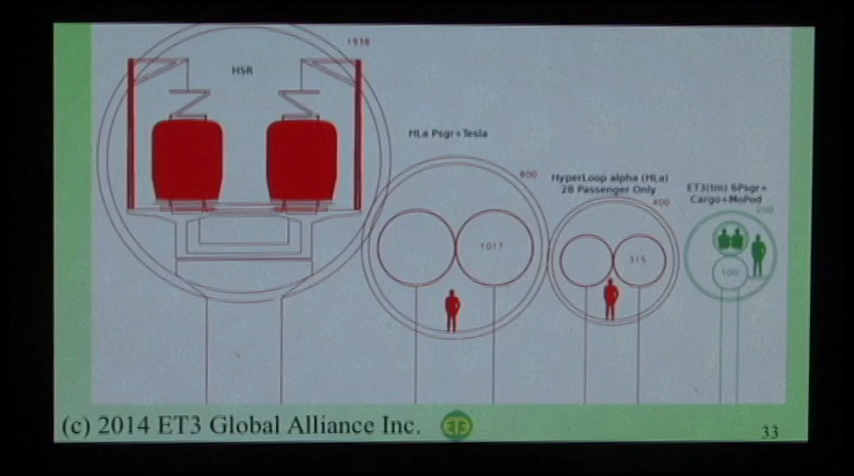 HSR
1938
HLa Psgr+Tesla
800
1017
HyperLoop alpha (HLa)
28 Passenger Only
400
315
ET3(tm) 6Psgr+
Cargo+MoPod
200
100
(c) 2014 ET3 Global Alliance Inc.
ET3
33